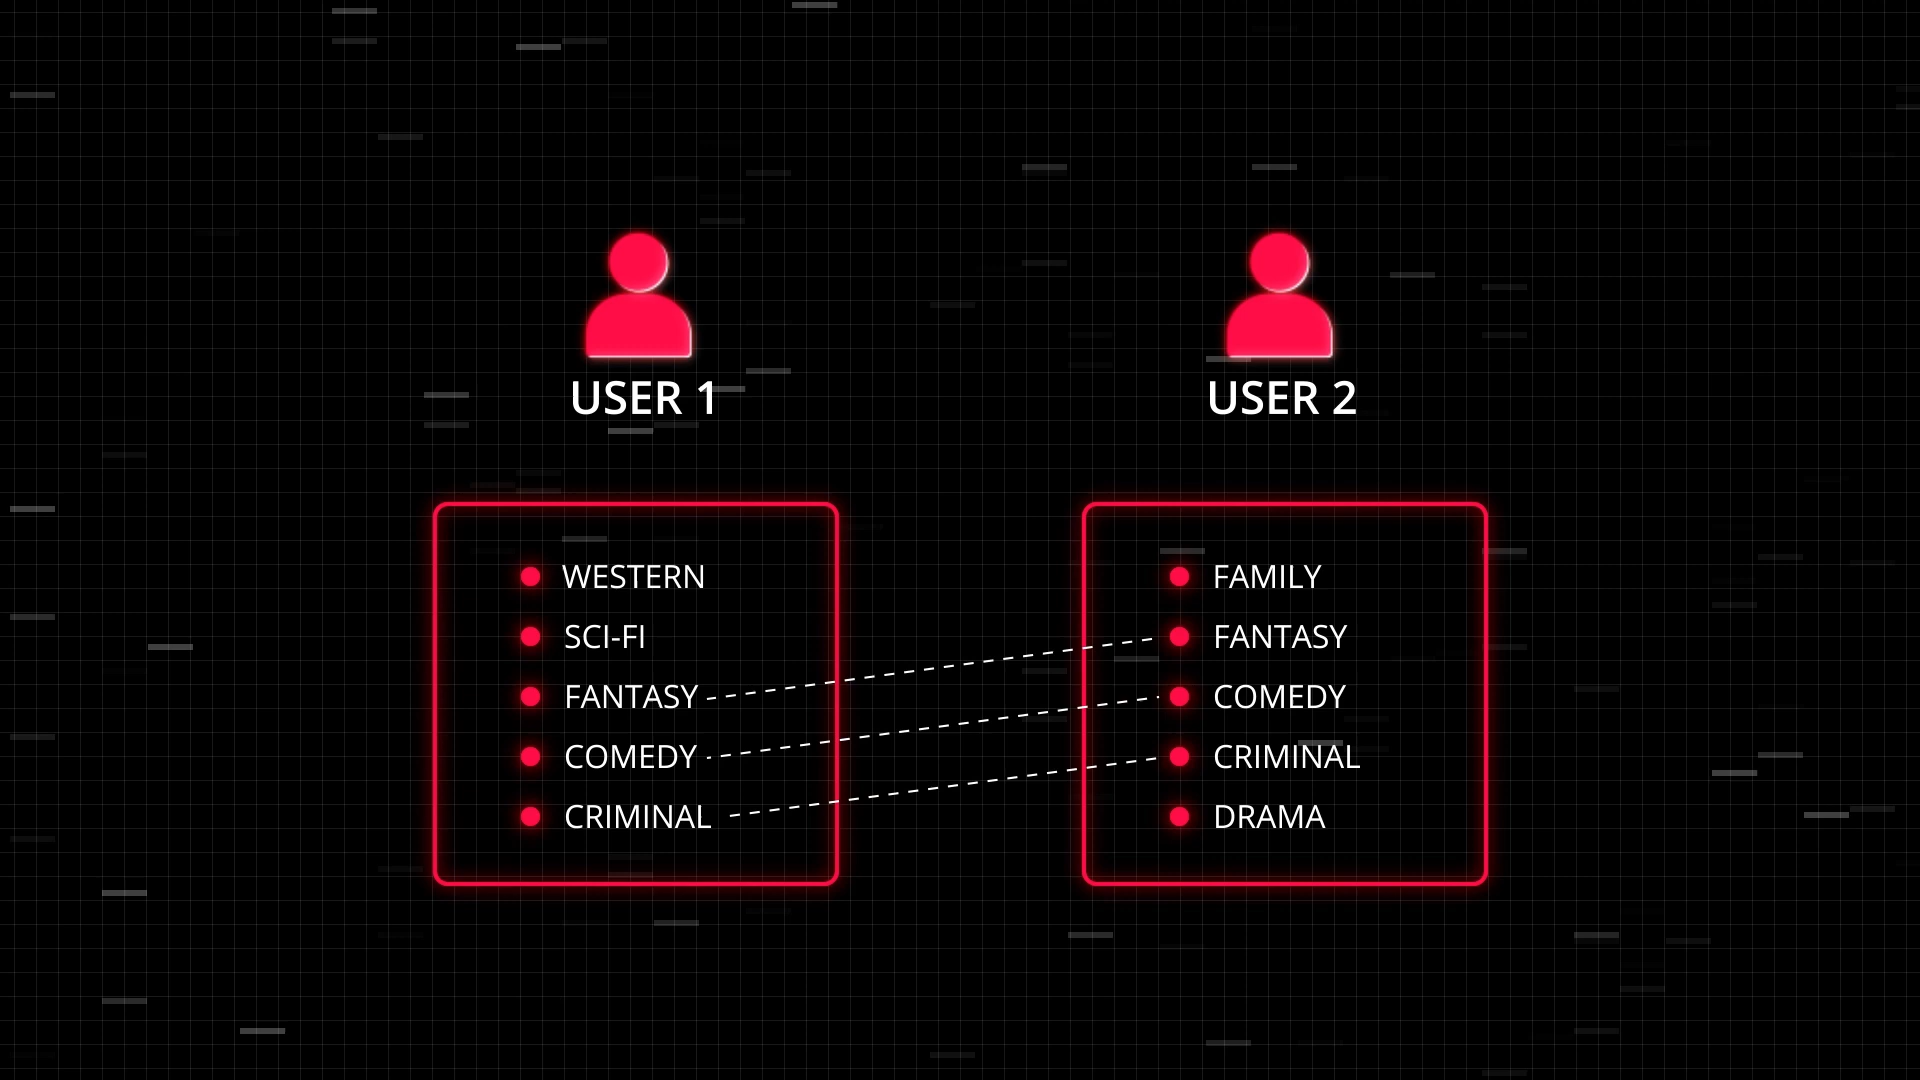 USER 1
WESTERN
SCI-FI
FANTASY
COMEDY
CRIMINAL
USER 2
FAMILY
FANTASY
COMEDY
CRIMINAL
DRAMA